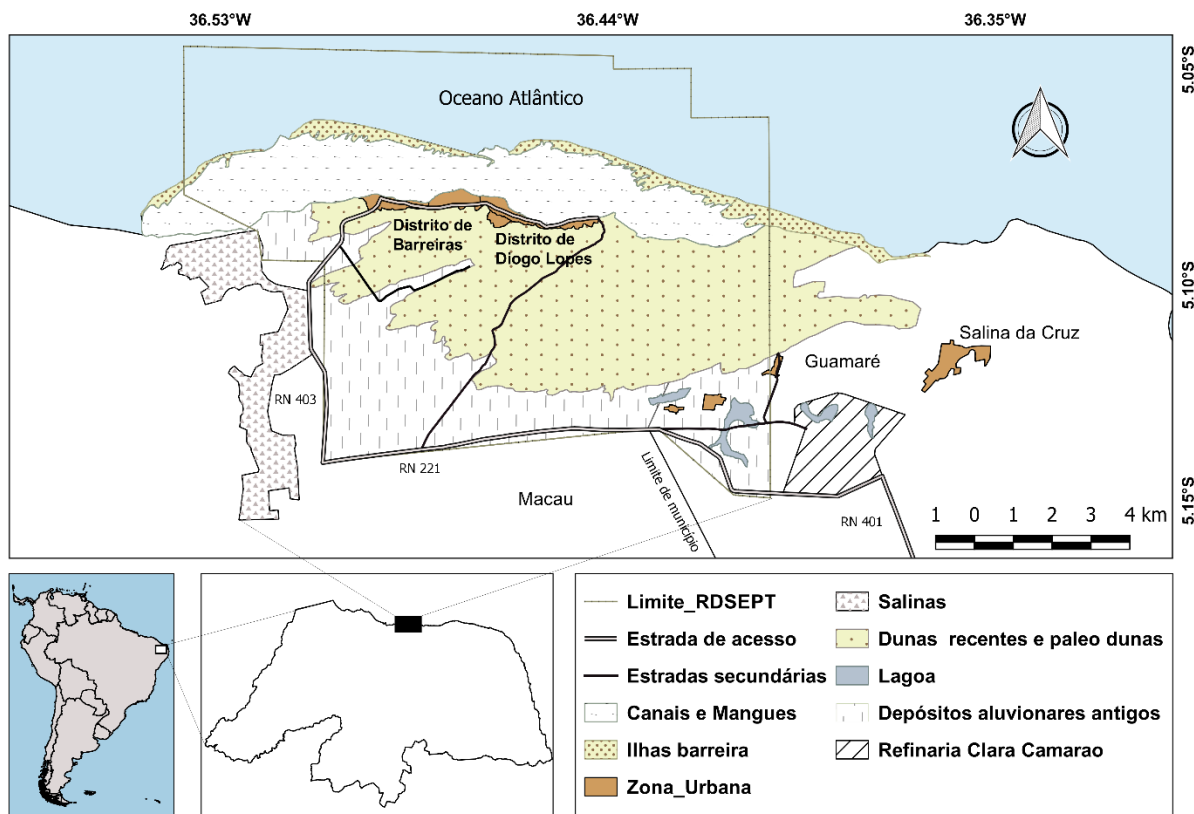 36.53°W
36.44°W
36.35°W
5.05°S
Oceano Atlântico
Distrito de
Barreiras
Distrito de
Diogo Lopes
5.10°S
Salina da Cruz
Guamaré
RN 403
RN 221
Macau
Limite de município
RN 401
5.15°S
1 0 1 2 3 4 km
Limite_RDSEPT
Estrada de acesso
Estradas secundárias
Canais e Mangues
Ilhas barreira
Zona_Urbana
Salinas
Dunas recentes e paleo dunas
Lagoa
Depósitos aluvionares antigos
Refinaria Clara Camarao